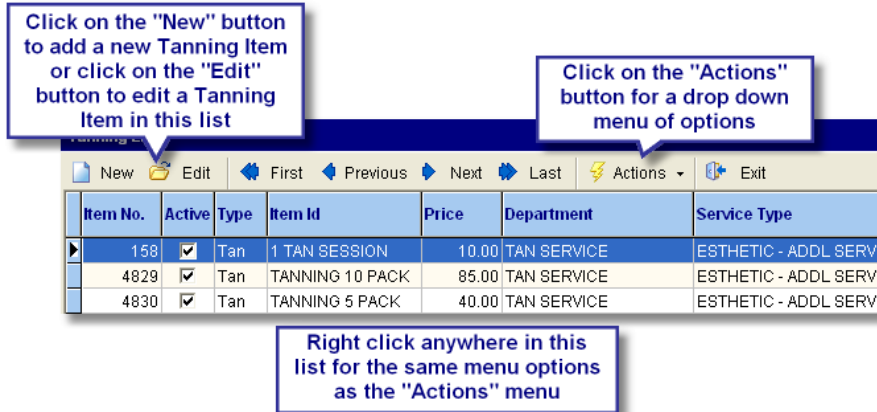 Click on the "New" button
to add a new Tanning Item
or click on the "Edit"
button to edit a Tanning
Item in this list
Click on the "Actions"
button for a drop down
menu of options
New Edit First Previous Next Last Actions Exit
Item No. Active Type Item Id Price Department Service Type
158 Tan 1 TAN SESSION 10.00 TAN SERVICE ESTHETIC - ADDL SERV
4829 Tan TANNING 10 PACK 85.00 TAN SERVICE ESTHETIC - ADDL SERV
4830 Tan TANNING 5 PACK 40.00 TAN SERVICE ESTHETIC - ADDL SERV
Right click anywhere in this
list for the same menu options
as the "Actions" menu